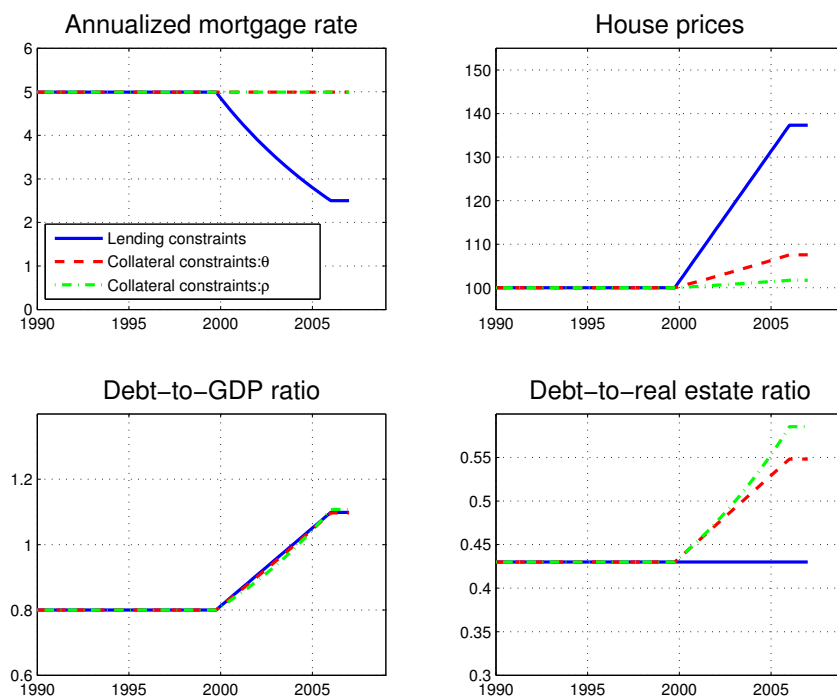 Annualized mortgage rate
6
5
4
3
2
1
0
1990 1995 2000 2005
Lending constraints
Collateral constraints:θ
Collateral constraints:ρ
House prices
150
140
130
120
110
100
1990 1995 2000 2005
Debt−to−GDP ratio
1.2
1
0.8
0.6
1990 1995 2000 2005
Debt−to−real estate ratio
0.55
0.5
0.45
0.4
0.35
0.3
1990 1995 2000 2005